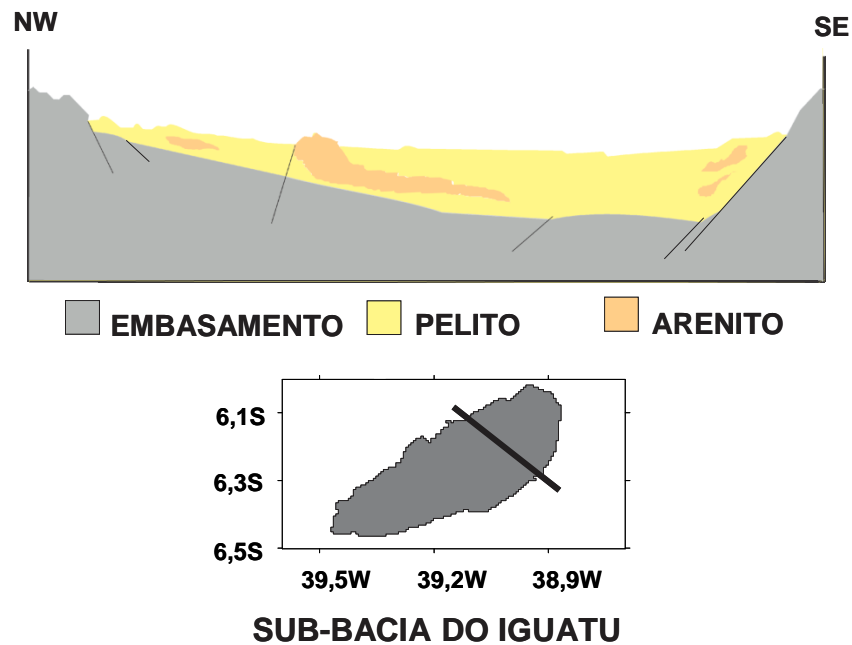 NW
SE
EMBASAMENTO
PELITO
ARENITO
6,1S
6,3S
6,5S
39,5W 39,2W 38,9W
SUB-BACIA DO IGUATU